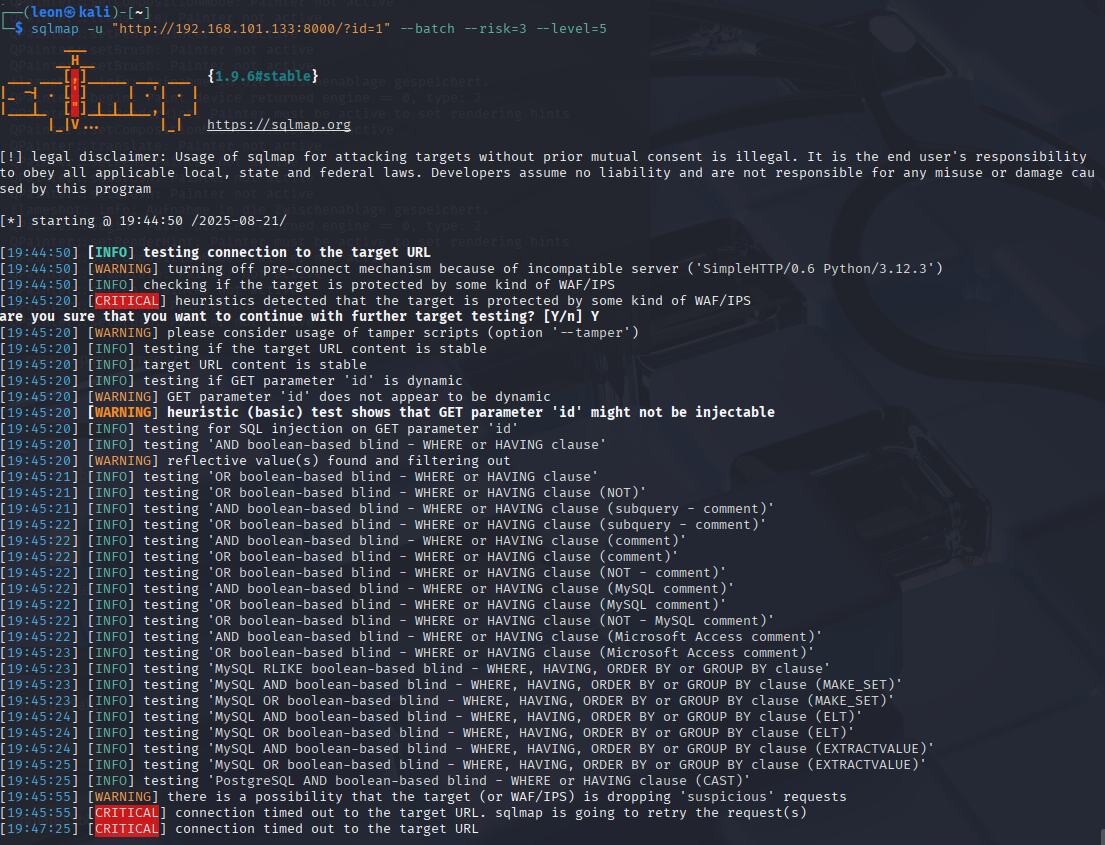 ┌──(leon㉿kali)-[~]
└─$ sqlmap -u "http://192.168.101.133:8000/?id=1" --batch --risk=3 --level=5
        ___
       __H__
 ___ ___[,]_____ ___ ___  {1.9.6#stable}
|_ -| . [']     | .'| . |
|___|_  ["]_|_|_|__,|  _|
      |_|V...       |_|   https://sqlmap.org
[!] legal disclaimer: Usage of sqlmap for attacking targets without prior mutual consent is illegal. It is the end user's responsibility
to obey all applicable local, state and federal laws. Developers assume no liability and are not responsible for any misuse or damage cau
sed by this program
[*] starting @ 19:44:50 /2025-08-21/
[19:44:50] [INFO] testing connection to the target URL
[19:44:50] [WARNING] turning off pre-connect mechanism because of incompatible server ('SimpleHTTP/0.6 Python/3.12.3')
[19:44:50] [INFO] checking if the target is protected by some kind of WAF/IPS
[19:45:20] [CRITICAL] heuristics detected that the target is protected by some kind of WAF/IPS
are you sure that you want to continue with further target testing? [Y/n] Y
[19:45:20] [WARNING] please consider usage of tamper scripts (option '--tamper')
[19:45:20] [INFO] testing if the target URL content is stable
[19:45:20] [INFO] target URL content is stable
[19:45:20] [INFO] testing if GET parameter 'id' is dynamic
[19:45:20] [WARNING] GET parameter 'id' does not appear to be dynamic
[19:45:20] [WARNING] heuristic (basic) test shows that GET parameter 'id' might not be injectable
[19:45:20] [INFO] testing for SQL injection on GET parameter 'id'
[19:45:20] [INFO] testing 'AND boolean-based blind - WHERE or HAVING clause'
[19:45:20] [WARNING] reflective value(s) found and filtering out
[19:45:21] [INFO] testing 'OR boolean-based blind - WHERE or HAVING clause'
[19:45:21] [INFO] testing 'OR boolean-based blind - WHERE or HAVING clause (NOT)'
[19:45:21] [INFO] testing 'AND boolean-based blind - WHERE or HAVING clause (subquery - comment)'
[19:45:22] [INFO] testing 'OR boolean-based blind - WHERE or HAVING clause (subquery - comment)'
[19:45:22] [INFO] testing 'AND boolean-based blind - WHERE or HAVING clause (comment)'
[19:45:22] [INFO] testing 'OR boolean-based blind - WHERE or HAVING clause (comment)'
[19:45:22] [INFO] testing 'OR boolean-based blind - WHERE or HAVING clause (NOT - comment)'
[19:45:22] [INFO] testing 'AND boolean-based blind - WHERE or HAVING clause (MySQL comment)'
[19:45:22] [INFO] testing 'OR boolean-based blind - WHERE or HAVING clause (MySQL comment)'
[19:45:22] [INFO] testing 'OR boolean-based blind - WHERE or HAVING clause (NOT - MySQL comment)'
[19:45:22] [INFO] testing 'AND boolean-based blind - WHERE or HAVING clause (Microsoft Access comment)'
[19:45:23] [INFO] testing 'OR boolean-based blind - WHERE or HAVING clause (Microsoft Access comment)'
[19:45:23] [INFO] testing 'MySQL RLIKE boolean-based blind - WHERE, HAVING, ORDER BY or GROUP BY clause'
[19:45:23] [INFO] testing 'MySQL AND boolean-based blind - WHERE, HAVING, ORDER BY or GROUP BY clause (MAKE_SET)'
[19:45:23] [INFO] testing 'MySQL OR boolean-based blind - WHERE, HAVING, ORDER BY or GROUP BY clause (MAKE_SET)'
[19:45:24] [INFO] testing 'MySQL AND boolean-based blind - WHERE, HAVING, ORDER BY or GROUP BY clause (ELT)'
[19:45:24] [INFO] testing 'MySQL OR boolean-based blind - WHERE, HAVING, ORDER BY or GROUP BY clause (ELT)'
[19:45:24] [INFO] testing 'MySQL AND boolean-based blind - WHERE, HAVING, ORDER BY or GROUP BY clause (EXTRACTVALUE)'
[19:45:25] [INFO] testing 'MySQL OR boolean-based blind - WHERE, HAVING, ORDER BY or GROUP BY clause (EXTRACTVALUE)'
[19:45:25] [INFO] testing 'PostgreSQL AND boolean-based blind - WHERE or HAVING clause (CAST)'
[19:45:55] [WARNING] there is a possibility that the target (or WAF/IPS) is dropping 'suspicious' requests
[19:45:55] [CRITICAL] connection timed out to the target URL. sqlmap is going to retry the request(s)
[19:47:25] [CRITICAL] connection timed out to the target URL